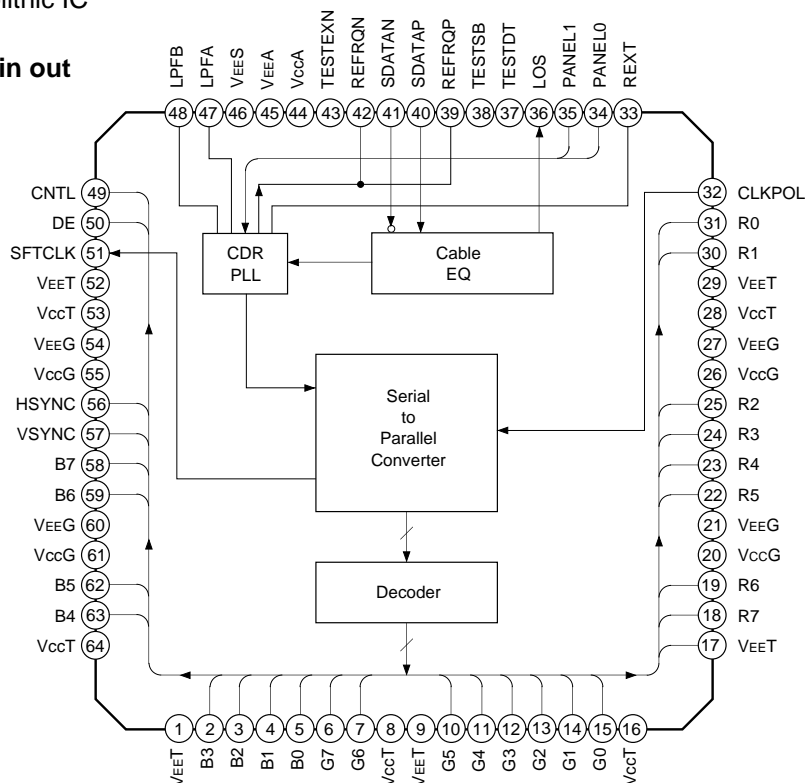 in out
LPFB
LPFA
VEES
VEEA
VccA
TESTEXN
REFRQN
SDATAN
SDATAP
REFRQP
TESTSB
TESTDT
LOS
PANEL1
PANEL0
REXT
48 47 46 45 44 43 42 41 40 39 38 37 36 35 34 33
CNTL 49
DE 50
SFTCLK 51
VEET 52
VccT 53
VEEG 54
VccG 55
HSYNC 56
VSYNC 57
B7 58
B6 59
VEEG 60
VccG 61
B5 62
B4 63
VccT 64
CDR
PLL
Cable
EQ
Serial
to
Parallel
Converter
Decoder
32 CLKPOL
31 R0
30 R1
29 VEET
28 VccT
27 VEEG
26 VccG
25 R2
24 R3
23 R4
22 R5
21 VEEG
20 VccG
19 R6
18 R7
17 VEET
1 2 3 4 5 6 7 8 9 10 11 12 13 14 15 16
VEET
B3
B2
B1
B0
G7
G6
VccT
VEET
G5
G4
G3
G2
G1
G0
VccT